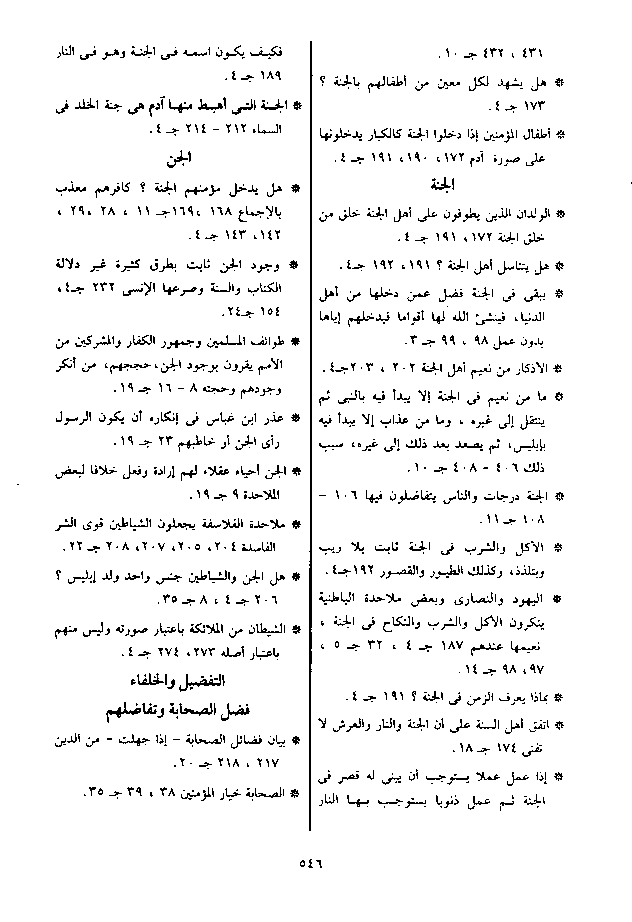 ٤٣١ ، ٤٣٢ جـ ١٠.
* هل يشهد لكل معين من أطفالهم بالجنة ؟
١٧٣ جـ ٤.
* أطفال المؤمنين إذا دخلوا الجنة كالكبار يدخلونها
على صورة آدم ١٧٢، ١٩٠، ١٩١ جـ ٤.
الجنة
* الولدان الذين يطوفون على أهل الجنة خلق من
خلق الجنة ١٧٢، ١٩١ جـ ٤.
* هل يتناسل أهل الجنة ؟ ١٩١، ١٩٢ جـ٤.
* يبقى فى الجنة فضل عمن دخلها من أهل
الدنيا، فينشئ الله لها أقواما فيدخلهم إياها
بدون عمل ٩٨ ، ٩٩ جـ ٣.
* الأذكار من نعيم أهل الجنة ٢٠٢ ، ٢٠٣جـ٤.
* ما من نعيم فى الجنة إلا يبدأ فيه بالنبى ثم
ينتقل إلى غيره ، وما من عذاب إلا يبدأ فيه
بإبليس، ثم يصعد بعد ذلك إلى غيره، سبب
ذلك ٤٠٦ - ٤٠٨ جـ ١٠.
* الجنة درجات والناس يتفاضلون فيها ١٠٦ -
١٠٨ جـ ١١.
* الأكل والشرب فى الجنة ثابت بلا ريب
ويتلذذ، وكذلك الطيور والقصور ١٩٢جـ٤.
* اليهود والنصارى وبعض ملاحدة الباطنية
ينكرون الأكل والشرب والنكاح فى الجنة ،
نعيمها عندهم ١٨٧ جـ ٤ ، ٣٢ جـ ٥ ،
٩٧، ٩٨ جـ ١٤.
* بماذا يعرف الزمن فى الجنة ؟ ١٩١ جـ ٤.
* اتفق أهل السنة على أن الجنة والنار والعرش لا
تفنى ١٧٤ جـ ١٨.
* إذا عمل عملا يستوجب أن يبنى له قصر فى
الجنة ثم عمل ذنوبا يستوجب بها النار
فكيف يكون اسمه فى الجنة وهو فى النار
١٨٩ جـ ٤.
* الجنة التى أهبط منها آدم هى جنة الخلد فى
السماء ٢١٢ - ٢١٤ جـ ٤.
الجن
* هل يدخل مؤمنهم الجنة ؟ كافرهم معذب
بالإجماع ١٦٨ ،١٦٩جـ ١١ ، ٢٨ ، ٢٩ ،
١٤٢، ١٤٣ جـ ٤.
* وجود الجن ثابت بطرق كثيرة غير دلالة
الكتاب والسنة وصرعها الإنسى ٢٣٢ جـ٤،
١٥٤ جـ٢٤.
* طوائف المسلمين وجمهور الكفار والمشركين من
الأمم يقرون بوجود الجن،حججهم، من أنكر
وجودهم وحجته ٨ - ١٦ جـ ١٩.
* عذر ابن عباس فى إنكاره أن يكون الرسول
رأى الجن أو خاطبهم ٢٣ جـ ١٩.
* الجن أحياء عقلاء لهم إرادة وفعل خلافا لبعض
الملاحدة ٩ جـ ١٩.
* ملاحدة الفلاسفة يجعلون الشياطين قوى الشر
الفاسدة ٢٠٤، ٢٠٥، ٢٠٧، ٢٠٨ جـ ٢٢.
* هل الجن والشياطين جنس واحد ولد إبليس ؟
٢٠٦ جـ ٤ ، ٨ جـ ٣٥.
* الشيطان من الملائكة باعتبار صورته وليس منهم
باعتبار أصله ٢٧٣، ٢٧٤ جـ ٤.
التفضيل والخلفاء
فضل الصحابة وتفاضلهم
* بيان فضائل الصحابة - إذا جهلت - من الدين
٢١٧ ، ٢١٨ جـ ٢٠.
* الصحابة خيار المؤمنين ٣٨ ، ٣٩ جـ ٣٥.
٥٤٦